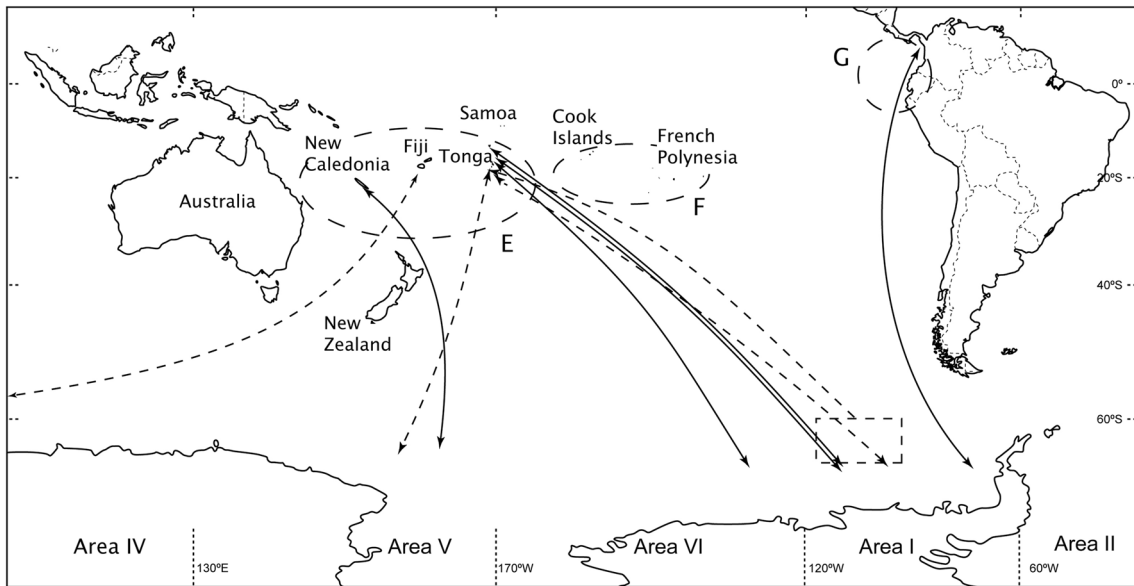 G
0º
Samoa
Cook
Islands
French
Polynesia
New
Caledonia
Fiji
Tonga
20ºS
Australia
F
E
40ºS
New
Zealand
60ºS
Area IV
Area V
Area VI
Area I
Area II
130ºE
170ºW
120ºW
60ºW